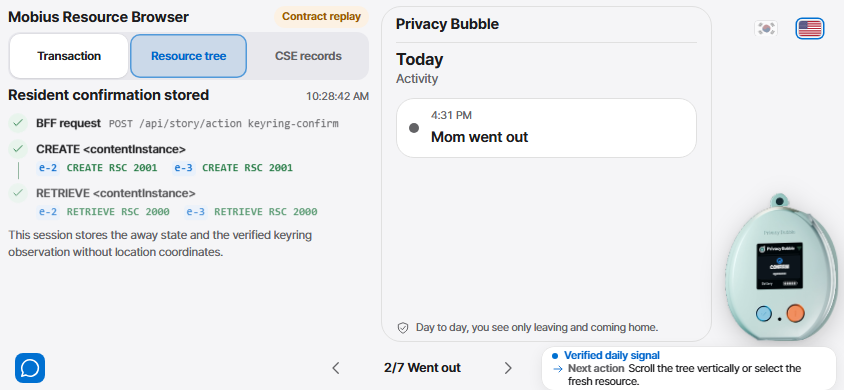 Mobius Resource Browser
Contract replay
Transaction
Resource tree
CSE records
Resident confirmation stored
10:28:42 AM
BFF request POST /api/story/action keyring-confirm
CREATE <contentInstance>
e-2 CREATE RSC 2001 e-3 CREATE RSC 2001
RETRIEVE <contentInstance>
e-2 RETRIEVE RSC 2000 e-3 RETRIEVE RSC 2000
This session stores the away state and the verified keyring
observation without location coordinates.
Privacy Bubble
Today
Activity
4:31 PM
Mom went out
Day to day, you see only leaving and coming home.
Privacy Bubble
Privacy Bubble
CONFIRM
2/7 Went out
Verified daily signal
Next action Scroll the tree vertically or select the
fresh resource.